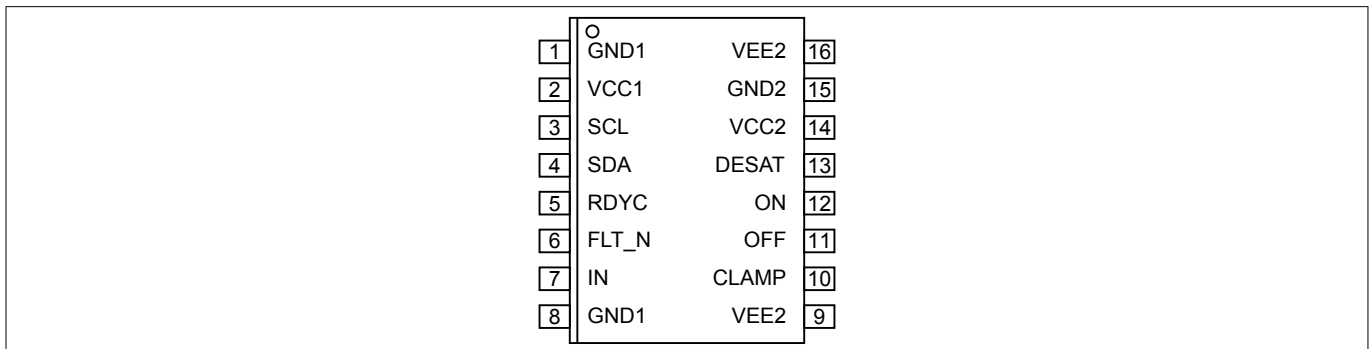 1 GND1 VEE2 16
2 VCC1 GND2 15
3 SCL VCC2 14
4 SDA DESAT 13
5 RDYC ON 12
6 FLT_N OFF 11
7 IN CLAMP 10
8 GND1 VEE2 9